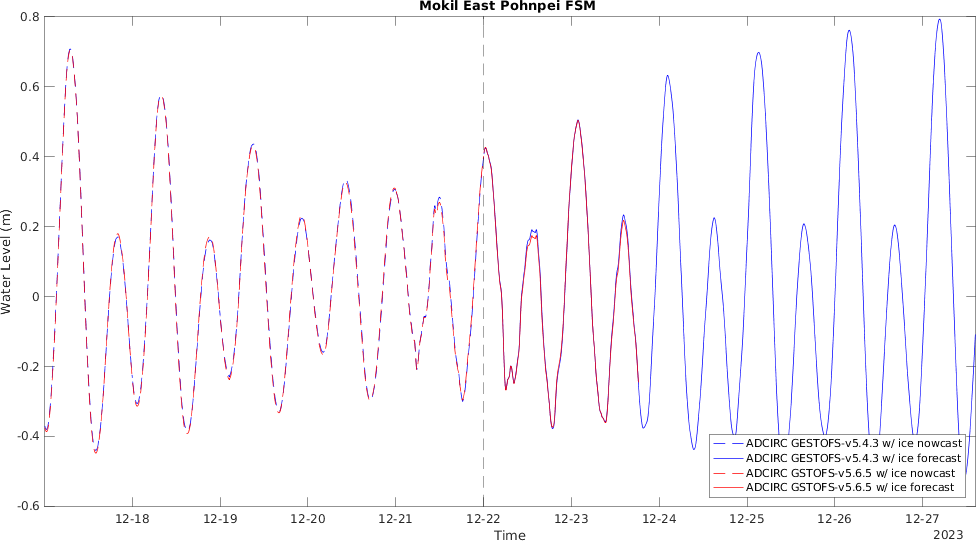 Mokil East Pohnpei FSM
0.8
0.6
0.4
0.2
0
-0.2
-0.4
-0.6
Water Level (m)
ADCIRC GESTOFS-v5.4.3 w/ ice nowcast
ADCIRC GESTOFS-v5.4.3 w/ ice forecast
ADCIRC GSTOFS-v5.6.5 w/ ice nowcast
ADCIRC GSTOFS-v5.6.5 w/ ice forecast
12-18 12-19 12-20 12-21 12-22 12-23 12-24 12-25 12-26 12-27
Time
2023